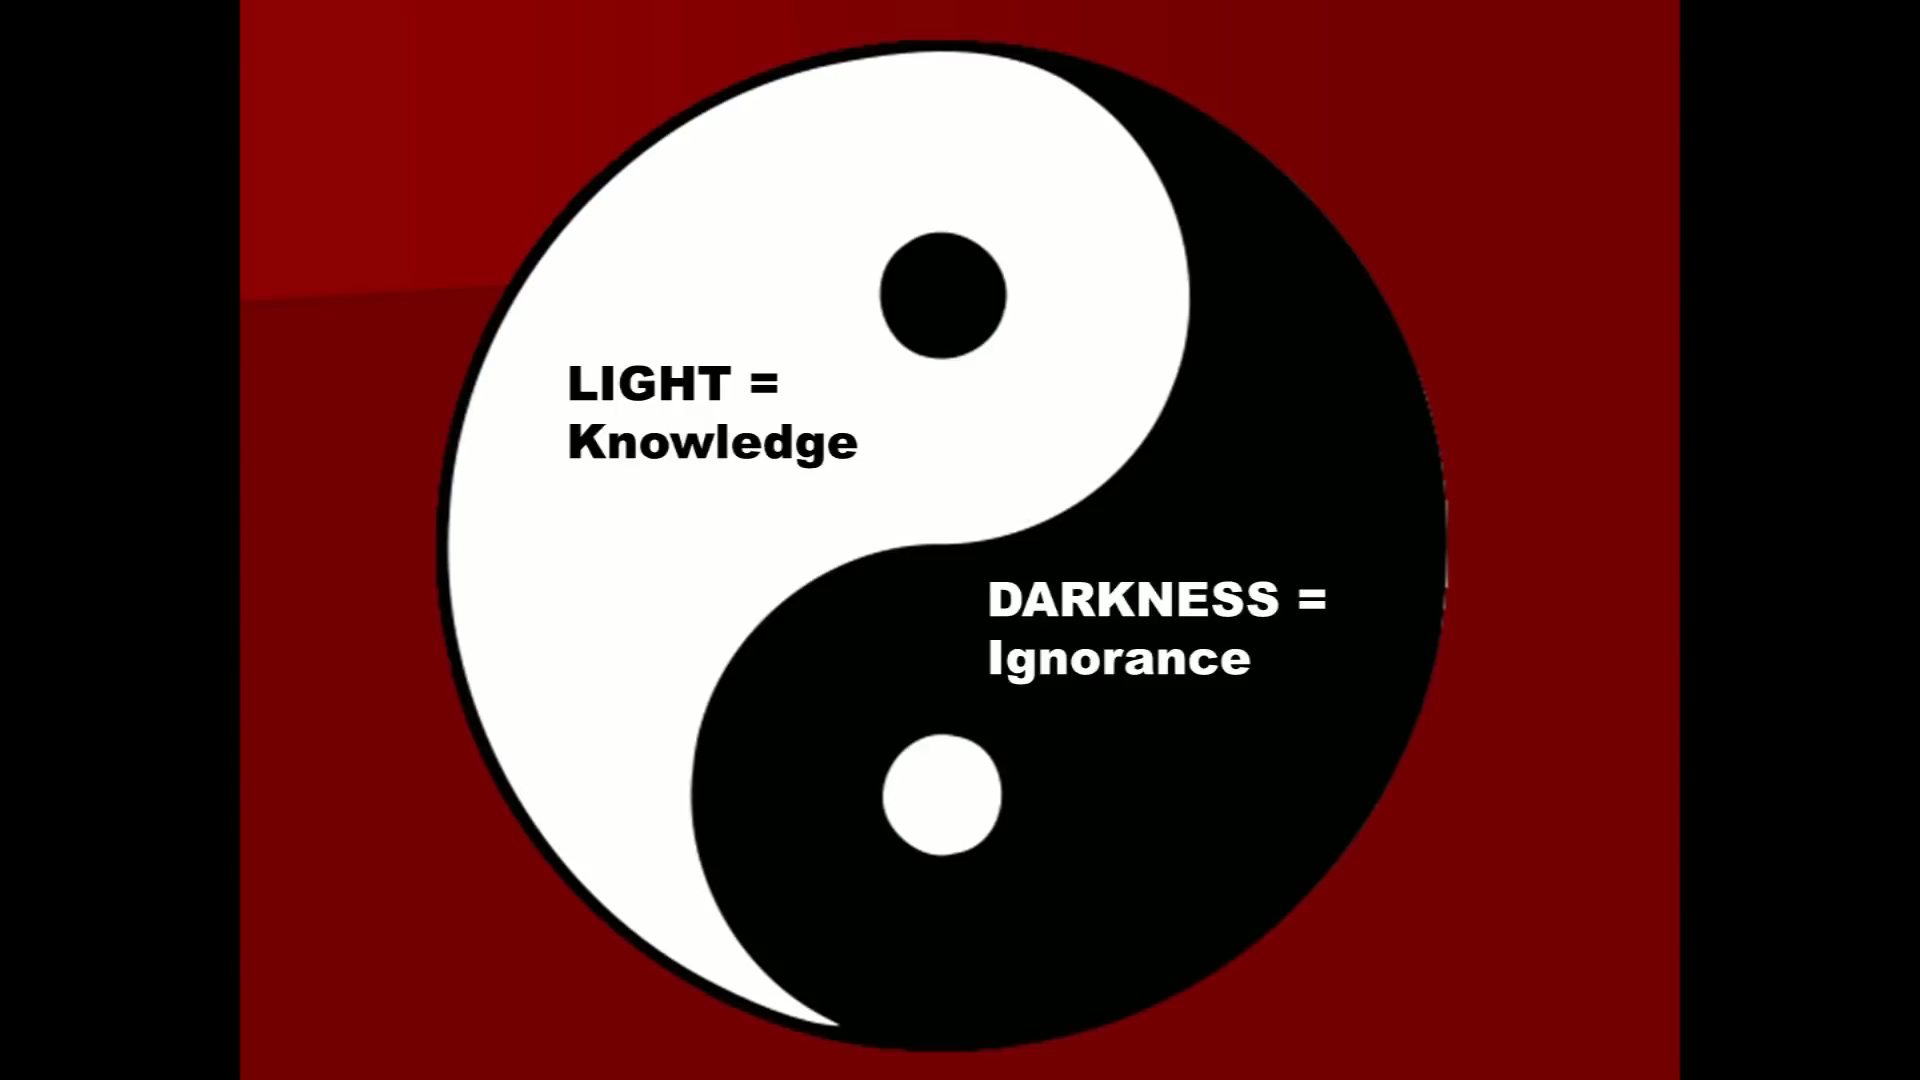 LIGHT =
Knowledge
DARKNESS =
Ignorance